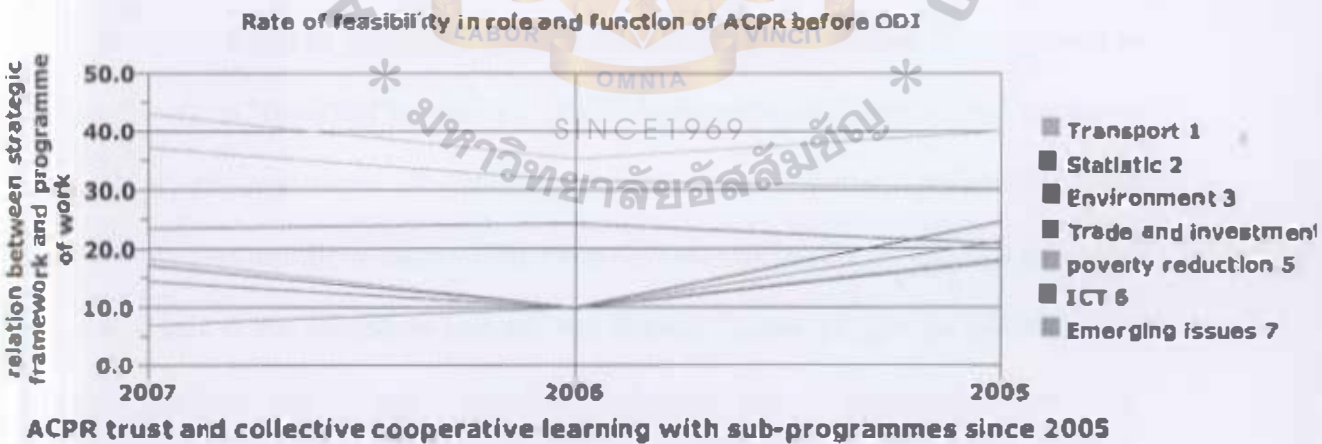 Rate of feasibility in role and function of ACPR before ODI
LABOR
VINCIT
OMNIA
SINCE1969
มหาวิทยาลัยอัสสัมชัญ
relation between strategic
framework and programme
of work
50.0
40.0
30.0
20.0
10.0
0.0
2007
2006
2005
Transport 1
Statistic 2
Environment 3
Trade and investment
poverty reduction 5
ICT 6
Emerging issues 7
ACPR trust and collective cooperative learning with sub-programmes since 2005